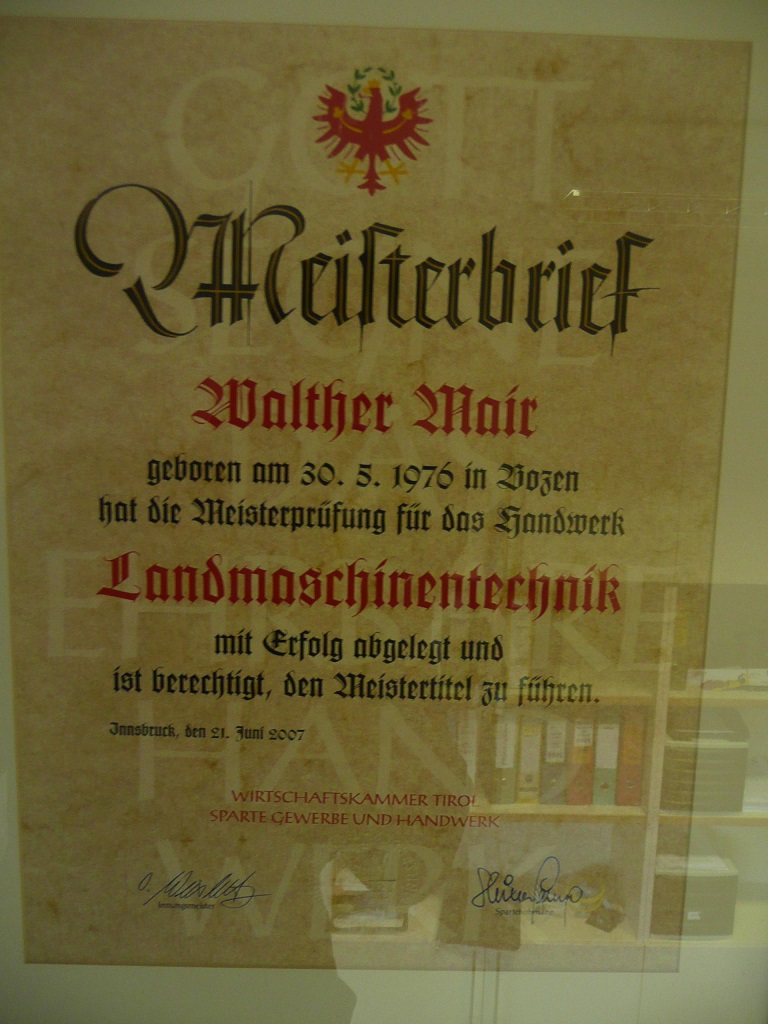 Meisterbrief
Walther Mair
geboren am 30. 5. 1976 in Bozen
hat die Meisterprüfung für das Handwerk
Landmaschinentechnik
mit Erfolg abgelegt und
ist berechtigt, den Meistertitel zu führen.
Innsbruck, den 21. Juni 2007
WIRTSCHAFTSKAMMER TIROL
SPARTE GEWERBE UND HANDWERK
Innungsmeister